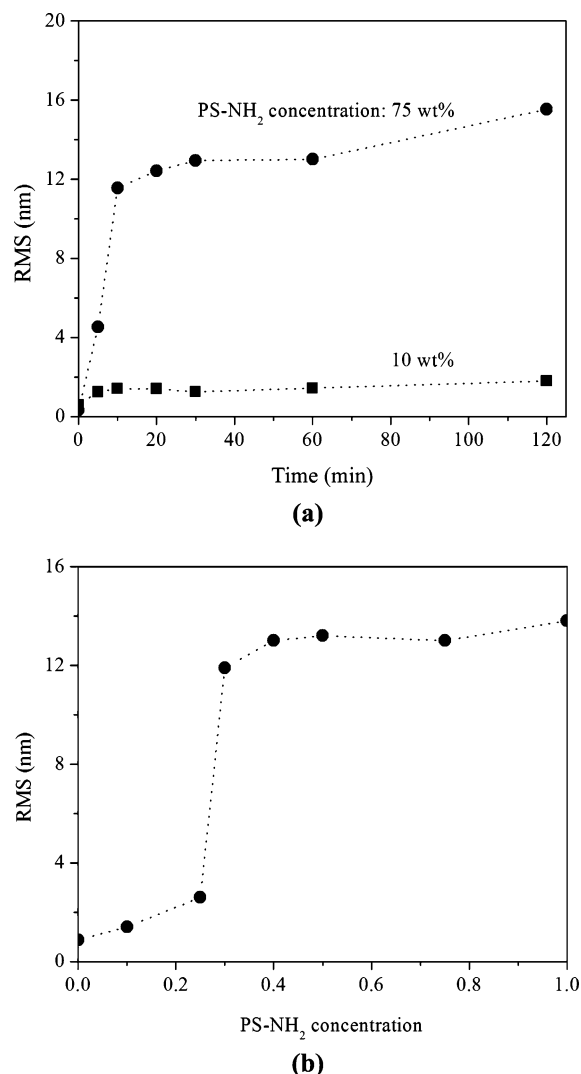 20
16
12
8
4
0
RMS (nm)
PS-NH₂ concentration: 75 wt%
10 wt%
0 20 40 60 80 100 120
Time (min)
(a)
16
12
8
4
0
RMS (nm)
0.0 0.2 0.4 0.6 0.8 1.0
PS-NH₂ concentration
(b)